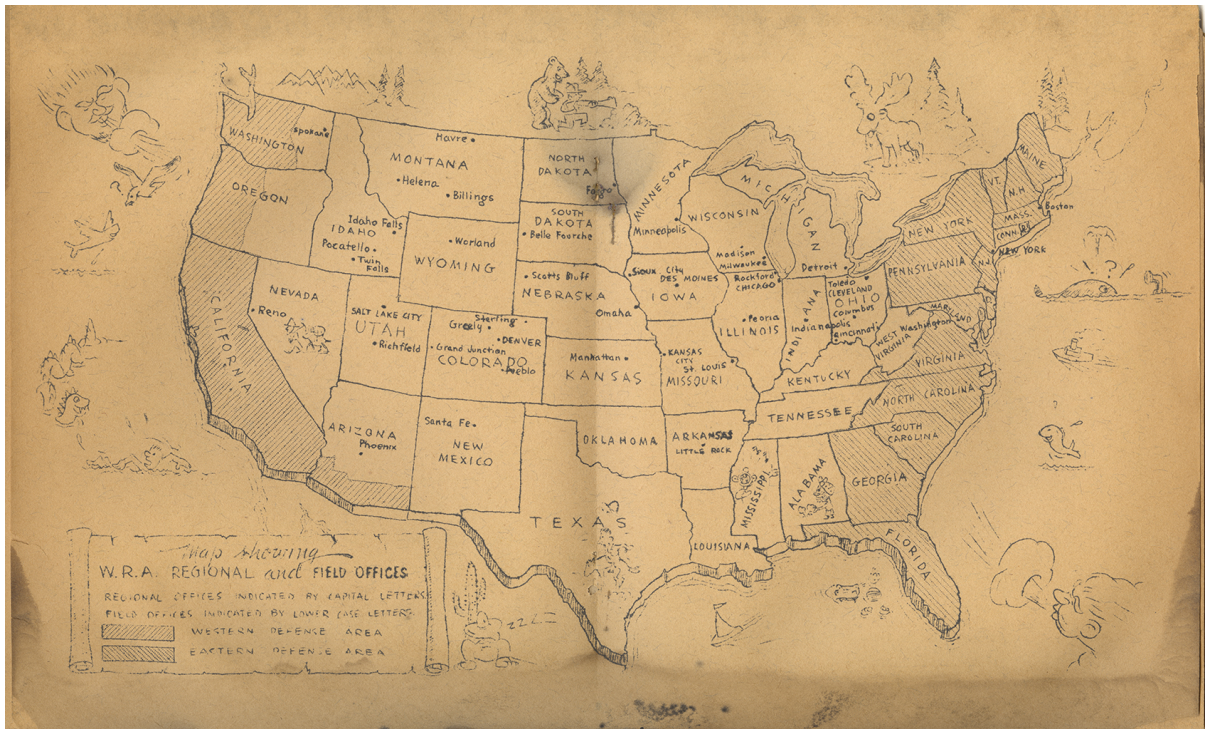 WASHINGTON
Spokane
OREGON
CALIFORNIA
NEVADA
Reno
Idaho Falls
IDAHO
Pocatello
Twin
Falls
MONTANA
Havre
Helena
Billings
Worland
WYOMING
SALT LAKE CITY
UTAH
Richfield
Sterling
Greely
DENVER
Grand Junction
COLORADO
Pueblo
ARIZONA
Phoenix
Santa Fe
NEW
MEXICO
NORTH
DAKOTA
Fargo
SOUTH
DAKOTA
Belle Fourche
Scotts Bluff
NEBRASKA
Omaha
Manhattan
KANSAS
OKLAHOMA
TEXAS
MINNESOTA
Minneapolis
Sioux City
DES MOINES
IOWA
KANSAS
CITY
St. Louis
MISSOURI
ARKANSAS
LITTLE ROCK
LOUISIANA
WISCONSIN
Madison
Milwaukee
Rockford
CHICAGO
Peoria
ILLINOIS
MICHIGAN
Detroit
INDIANA
Indianapolis
Toledo
CLEVELAND
OHIO
Columbus
Cincinnati
KENTUCKY
TENNESSEE
MISSISSIPPI
ALABAMA
GEORGIA
FLORIDA
SOUTH
CAROLINA
NORTH CAROLINA
VIRGINIA
WEST
VIRGINIA
Washington
MARYLAND
PENNSYLVANIA
N.J.
NEW YORK
NEW YORK
CONN.
R.I.
MASS.
Boston
VT.
N.H.
MAINE
Map showing
W.R.A. REGIONAL and FIELD OFFICES
REGIONAL OFFICES INDICATED BY CAPITAL LETTERS
FIELD OFFICES INDICATED BY LOWER CASE LETTERS
WESTERN DEFENSE AREA
EASTERN DEFENSE AREA
ZZZZ